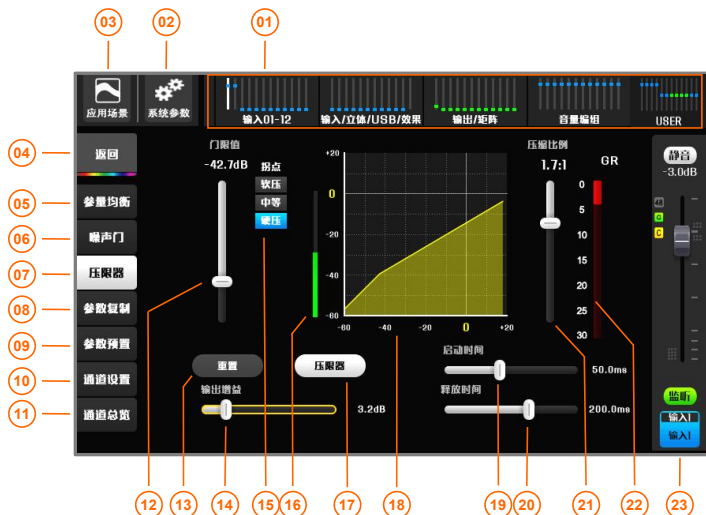 03
02
01
应用场景
系统参数
输入01-12
输入/立体/USB/效果
输出/矩阵
音量编组
USER
04
返回
05
参量均衡
06
噪声门
07
压限器
08
参数复制
09
参数预置
10
通道设置
11
通道总览
门限值
-42.7dB
拐点
软压
中等
硬压
+20
0
-20
-40
-60
-60
-40
-20
0
+20
压缩比例
1.7:1
GR
0
5
10
15
20
25
30
静音
-3.0dB
48
G
C
重置
压限器
启动时间
50.0ms
输出增益
3.2dB
释放时间
200.0ms
监听
输入1
输入1
12
13
14
15
16
17
18
19
20
21
22
23